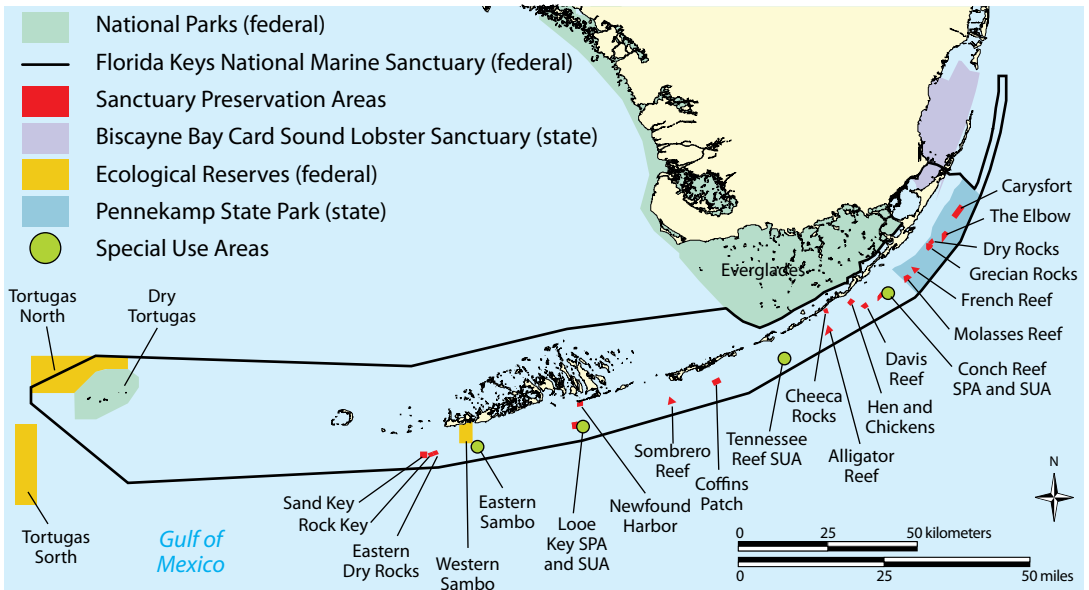 National Parks (federal)
Florida Keys National Marine Sanctuary (federal)
Sanctuary Preservation Areas
Biscayne Bay Card Sound Lobster Sanctuary (state)
Ecological Reserves (federal)
Pennekamp State Park (state)
Special Use Areas
Tortugas
North
Dry
Tortugas
Everglades
Carysfort
The Elbow
Dry Rocks
Grecian Rocks
French Reef
Molasses Reef
Conch Reef
SPA and SUA
Davis
Reef
Hen and
Chickens
Cheeca
Rocks
Alligator
Reef
Tennessee
Reef SUA
Coffins
Patch
Sombrero
Reef
Newfound
Harbor
Looe
Key SPA
and SUA
Eastern
Sambo
Western
Sambo
Sand Key
Rock Key
Eastern
Dry Rocks
Tortugas
Sorth
Gulf of
Mexico
N
0 25 50 kilometers
0 25 50 miles